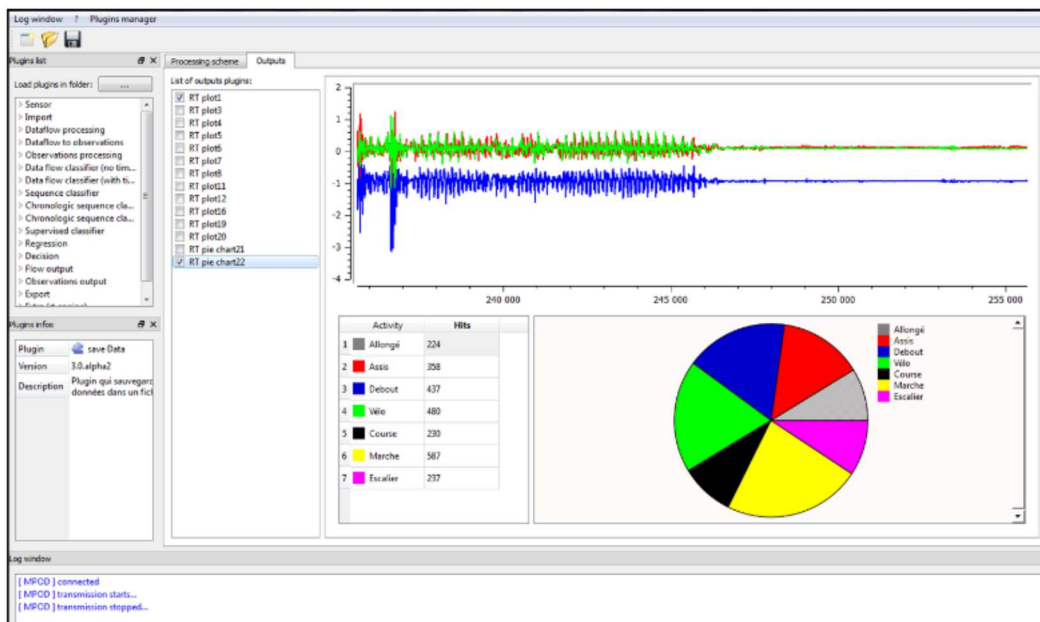 Log window ? Plugins manager
Plugins list
Load plugins in folder: ...
Sensor
Import
Dataflow processing
Dataflow to observations
Observations processing
Data flow classifier (no tim...
Data flow classifier (with ti...
Sequence classifier
Chronologic sequence cla...
Chronologic sequence cla...
Supervised classifier
Regression
Decision
Flow output
Observations output
Export
Plugins infos
Plugin save Data
Version 3.0.alpha2
Description Plugin qui sauvegard
données dans un fich
Processing scheme Outputs
List of outputs plugins:
RT plot1
RT plot3
RT plot4
RT plot5
RT plot6
RT plot7
RT plot8
RT plot11
RT plot12
RT plot16
RT plot19
RT plot20
RT pie chart21
RT pie chart22
2
1
0
-1
-2
-3
-4
240 000 245 000 250 000 255 000
Activity Hits
1 Allongé 224
2 Assis 358
3 Debout 437
4 Vélo 480
5 Course 230
6 Marche 587
7 Escalier 237
Allongé
Assis
Debout
Vélo
Course
Marche
Escalier
Log window
[ MPOD ] connected
[ MPOD ] transmission starts...
[ MPOD ] transmission stopped...